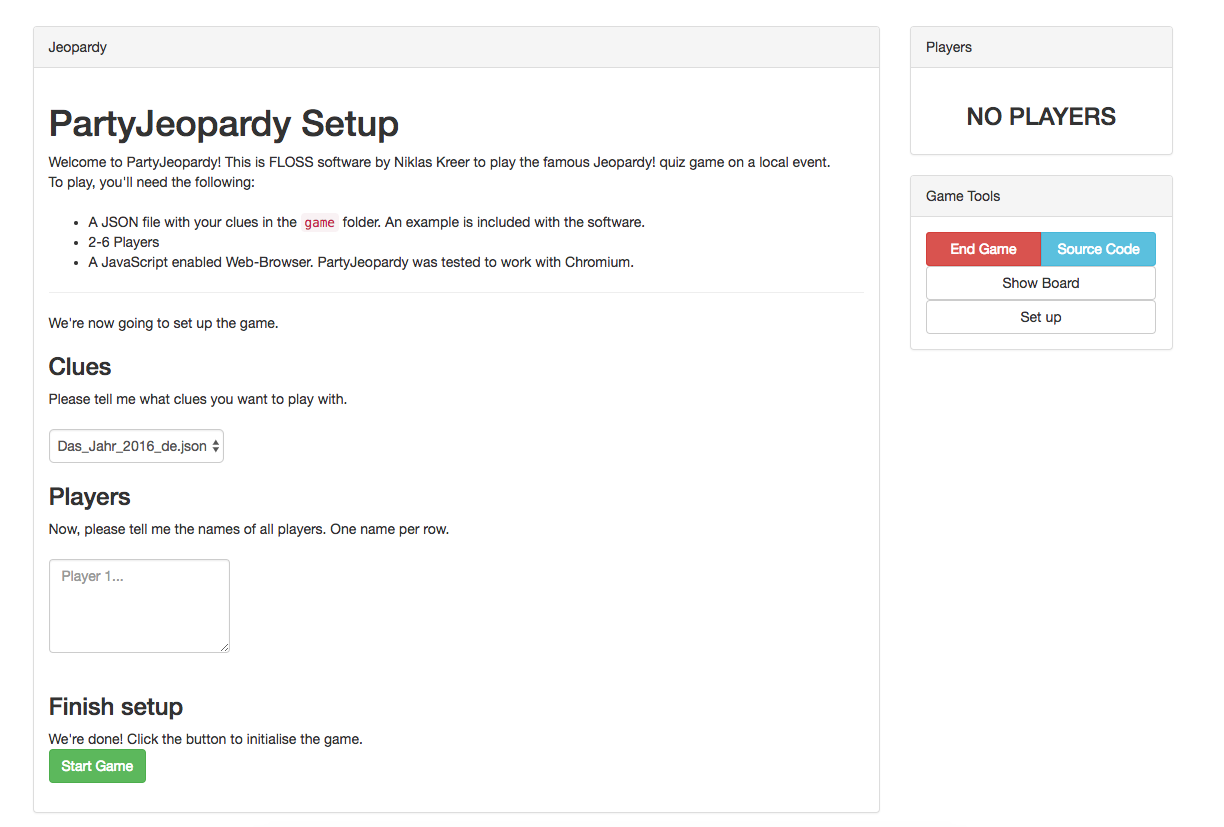 Jeopardy
PartyJeopardy Setup
Welcome to PartyJeopardy! This is FLOSS software by Niklas Kreer to play the famous Jeopardy! quiz game on a local event.
To play, you'll need the following:
A JSON file with your clues in the game folder. An example is included with the software.
2-6 Players
A JavaScript enabled Web-Browser. PartyJeopardy was tested to work with Chromium.
We're now going to set up the game.
Clues
Please tell me what clues you want to play with.
Das_Jahr_2016_de.json
Players
Now, please tell me the names of all players. One name per row.
Player 1...
Finish setup
We're done! Click the button to initialise the game.
Start Game
Players
NO PLAYERS
Game Tools
End Game Source Code
Show Board
Set up